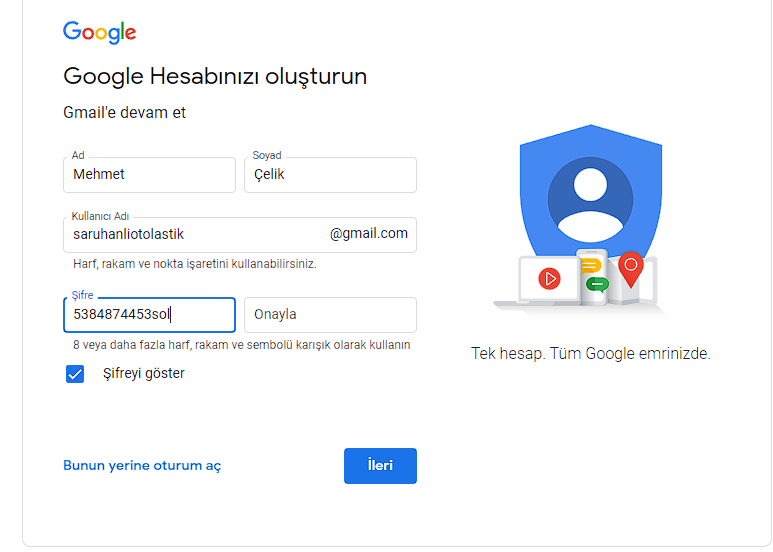 Google
Google Hesabınızı oluşturun
Gmail'e devam et
Ad
Soyad
Mehmet
Çelik
Kullanıcı Adı
saruhanliotolastik
@gmail.com
Harf, rakam ve nokta işaretini kullanabilirsiniz.
Şifre
5384874453sol
Onayla
8 veya daha fazla harf, rakam ve sembolü karışık olarak kullanın
Şifreyi göster
Tek hesap. Tüm Google emrinizde.
Bunun yerine oturum aç
İleri